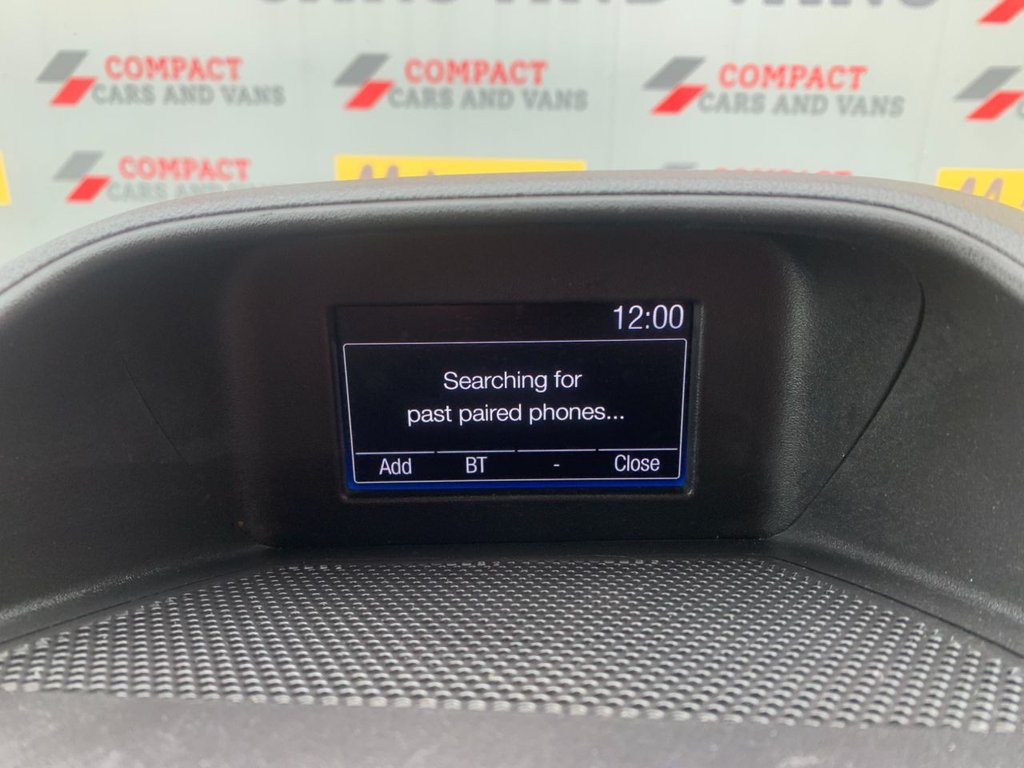 CARS AND VANS
COMPACT
CARS AND VANS
COMPACT
CARS AND VANS
COMPACT
CARS AND VANS
COMPACT
CARS AND VANS
12:00
Searching for
past paired phones...
Add BT - Close